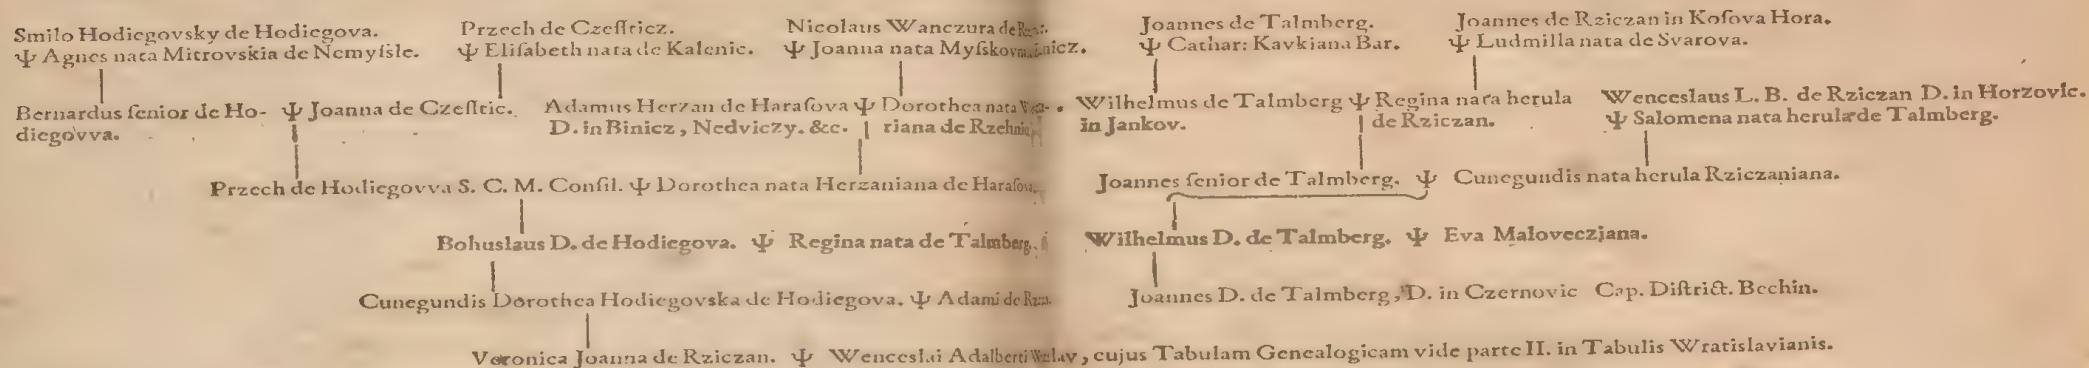 Smilo Hodiegovsky de Hodiegova.
Ψ Agnes nata Mitrovskia de Nemyſsle.
Przech de Czeſtricz.
Ψ Eliſabeth nata de Kalenic.
Nicolaus Wanczura de
Ψ Joanna nata
Joannes de Talmberg.
Ψ Cathar: Kavkiana Bar.
Joannes de Rziczan in Koſova Hora.
Ψ Ludmilla nata de Svarova.
Bernardus ſenior de Ho- Ψ Joanna de Czeſtric.
diegovva.
Adamus Herzan de Haraſova Ψ Dorothea nata
D. in Binicz, Nedviczy. &c. riana de
Wilhelmus de Talmberg Ψ Regina nata herula
in Jankov. de Rziczan.
Wenceslaus L. B. de Rziczan D. in Horzovic.
Ψ Salomena nata herula de Talmberg.
Przech de Hodiegovva S. C. M. Conſil. Ψ Dorothea nata Herzaniana de
Joannes ſenior de Talmberg. Ψ Cunegundis nata herula Rziczaniana.
Bohuslaus D. de Hodiegova. Ψ Regina nata de Talmberg.
Wilhelmus D. de Talmberg. Ψ Eva Maloveczjana.
Cunegundis Dorothea Hodiegovska de Hodiegova. Ψ Adami de
Joannes D. de Talmberg, D. in Czernovic Cap. Diſtrict. Bechin.
Veronica Joanna de Rziczan. Ψ Wenceslai Adalberti cujus Tabulam Genealogicam vide parte II. in Tabulis Wratislavianis.